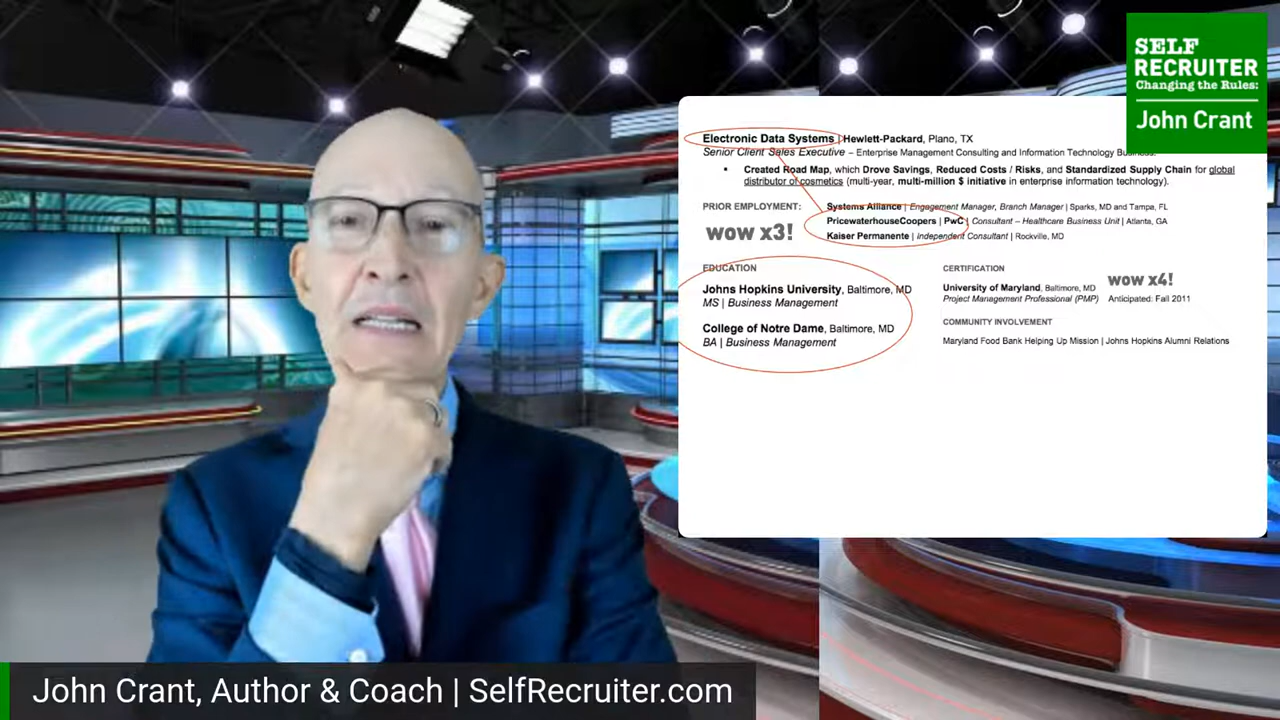 SELF
RECRUITER
Changing the Rules:
John Crant
Electronic Data Systems | Hewlett-Packard, Plano, TX
Senior Client Sales Executive – Enterprise Management Consulting and Information Technology
▪ Created Road Map, which Drove Savings, Reduced Costs / Risks, and Standardized Supply Chain for global
distributor of cosmetics (multi-year, multi-million $ initiative in enterprise information technology).
PRIOR EMPLOYMENT:
Systems Alliance | Engagement Manager, Branch Manager | Sparks, MD and Tampa, FL
PricewaterhouseCoopers | PwC | Consultant – Healthcare Business Unit | Atlanta, GA
Kaiser Permanente | Independent Consultant | Rockville, MD
wow x3!
EDUCATION
Johns Hopkins University, Baltimore, MD
MS | Business Management
College of Notre Dame, Baltimore, MD
BA | Business Management
CERTIFICATION
wow x4!
University of Maryland, Baltimore, MD
Project Management Professional (PMP) Anticipated: Fall 2011
COMMUNITY INVOLVEMENT
Maryland Food Bank Helping Up Mission | Johns Hopkins Alumni Relations
John Crant, Author & Coach | SelfRecruiter.com